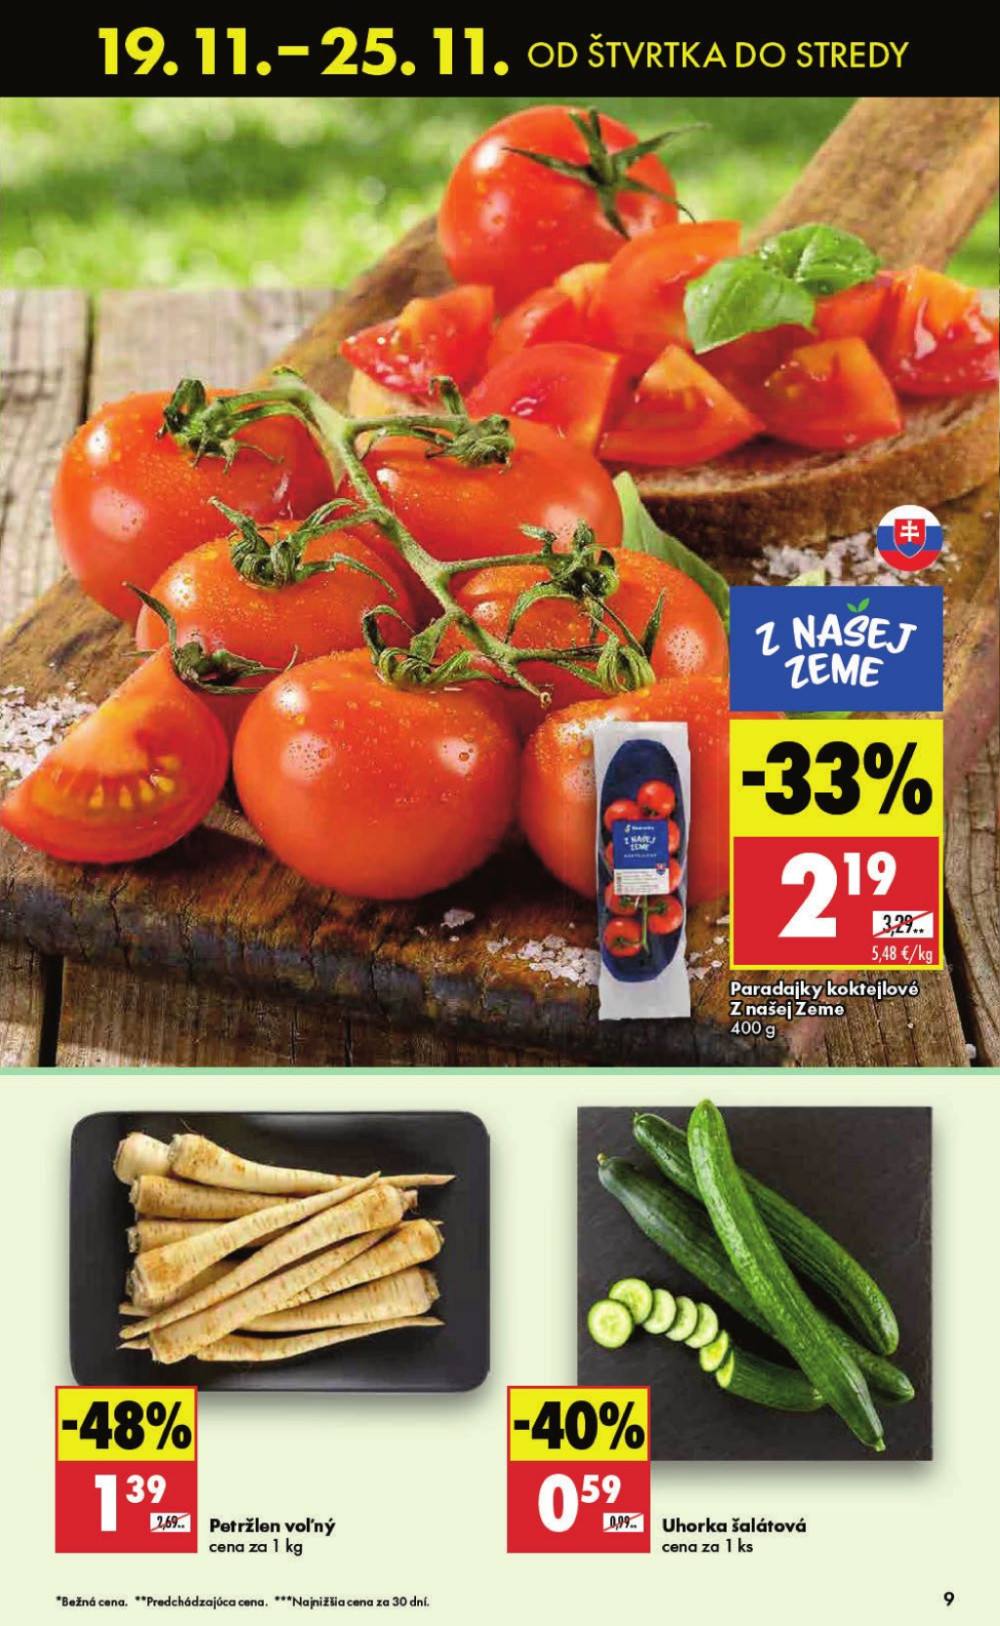 19. 11. – 25. 11. OD ŠTVRTKA DO STREDY
Z NAŠEJ
ZEME
-33%
2 19
3,29**
5,48 €/kg
Z NAŠEJ
ZEME
Paradajky koktejlové
Z našej Zeme
400 g
-48%
1 39
2,69**
Petržlen voľný
cena za 1 kg
-40%
0 59
0,99**
Uhorka šalátová
cena za 1 ks
*Bežná cena. **Predchádzajúca cena. ***Najnižšia cena za 30 dní.
9